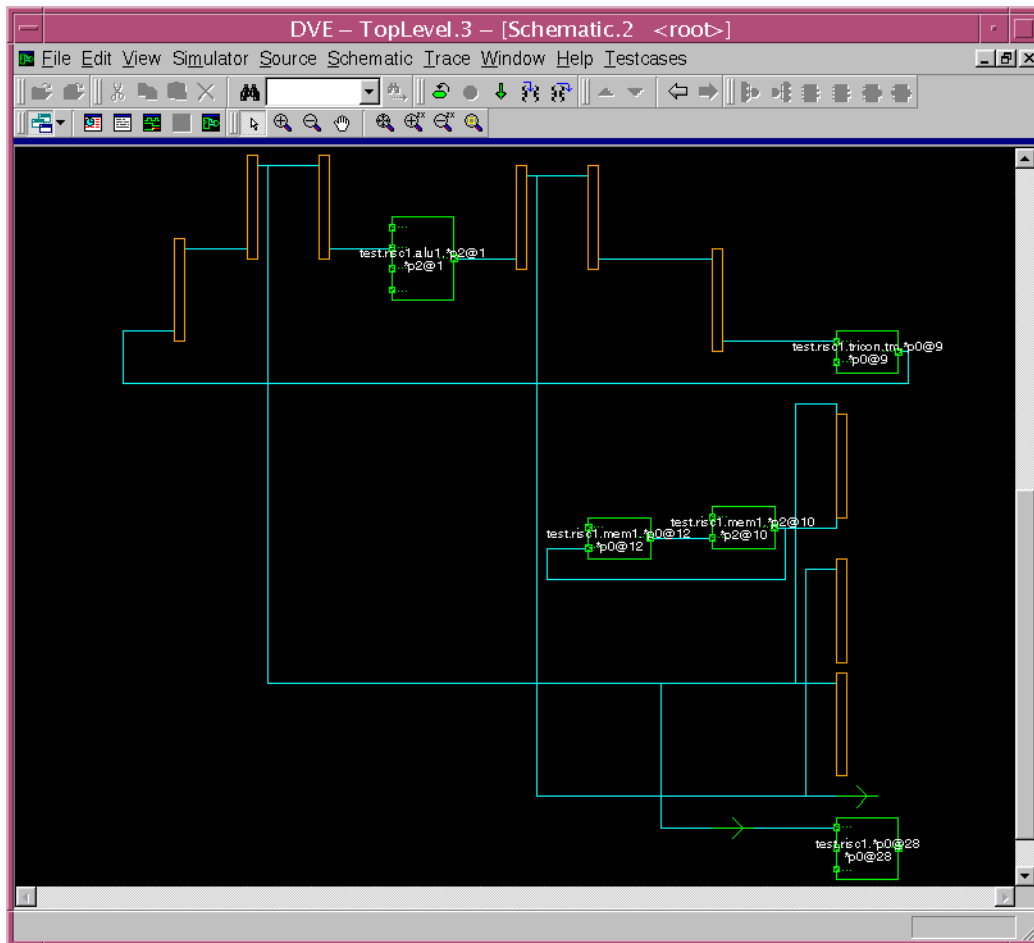 DVE – TopLevel.3 – [Schematic.2 <root>]
File Edit View Simulator Source Schematic Trace Window Help Testcases
test.risc1.alu1.*p2@1
*p2@1
test.risc1.tricon.tm.*p0@9
*p0@9
test.risc1.mem1.*p2@10
*p2@10
test.risc1.mem1.*p0@12
*p0@12
test.risc1.*p0@28
*p0@28